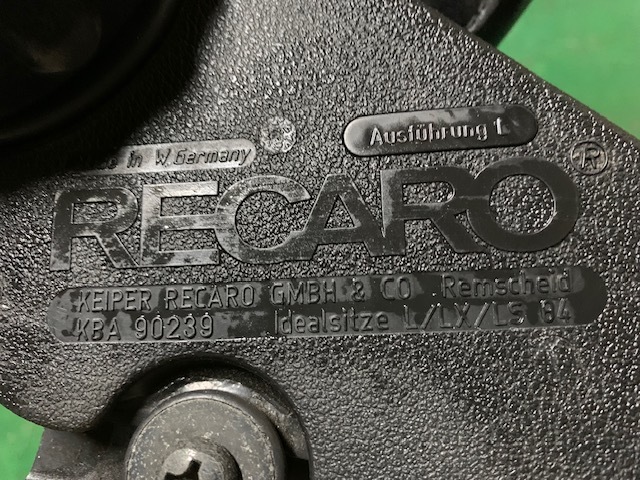 Ausführung f
in W. Germany
RECARO ®
KEIPER RECARO GMBH & CO Remscheid
KBA 90239 Idealsitze L/LX/LS 84